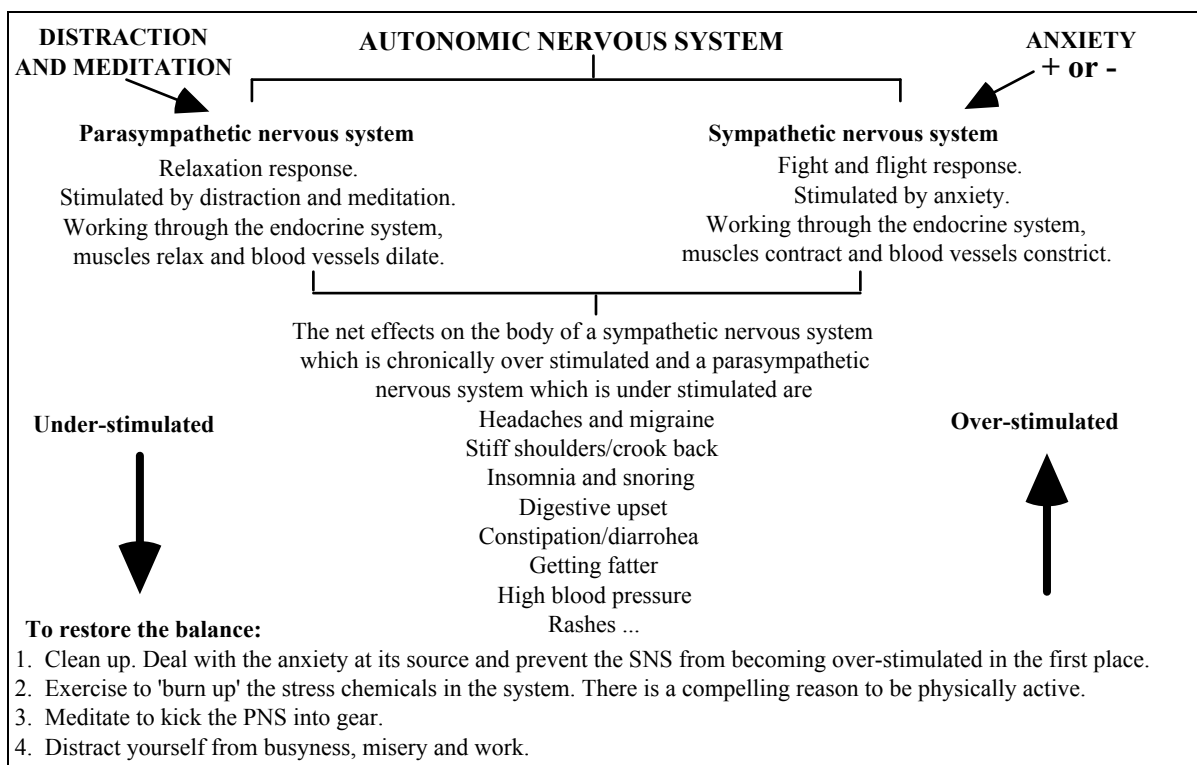 DISTRACTION
AND MEDITATION
AUTONOMIC NERVOUS SYSTEM
ANXIETY
+ or -
Parasympathetic nervous system
Relaxation response.
Stimulated by distraction and meditation.
Working through the endocrine system,
muscles relax and blood vessels dilate.
Sympathetic nervous system
Fight and flight response.
Stimulated by anxiety.
Working through the endocrine system,
muscles contract and blood vessels constrict.
The net effects on the body of a sympathetic nervous system
which is chronically over stimulated and a parasympathetic
nervous system which is under stimulated are
Headaches and migraine
Stiff shoulders/crook back
Insomnia and snoring
Digestive upset
Constipation/diarrohea
Getting fatter
High blood pressure
Rashes ...
Under-stimulated
Over-stimulated
To restore the balance:
1. Clean up. Deal with the anxiety at its source and prevent the SNS from becoming over-stimulated in the first place.
2. Exercise to 'burn up' the stress chemicals in the system. There is a compelling reason to be physically active.
3. Meditate to kick the PNS into gear.
4. Distract yourself from busyness, misery and work.